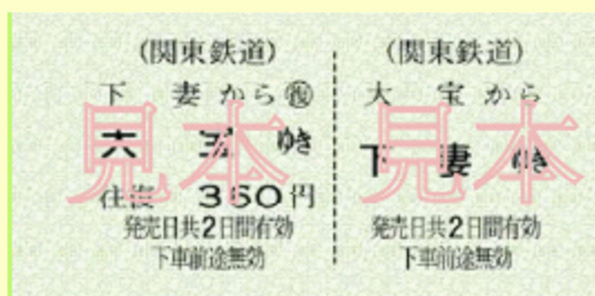 (関東鉄道)
下妻から㊢
大宝ゆき
往復 350円
発売日共2日間有効
下車前途無効
(関東鉄道)
大宝から
下妻ゆき
発売日共2日間有効
下車前途無効
見本
見本